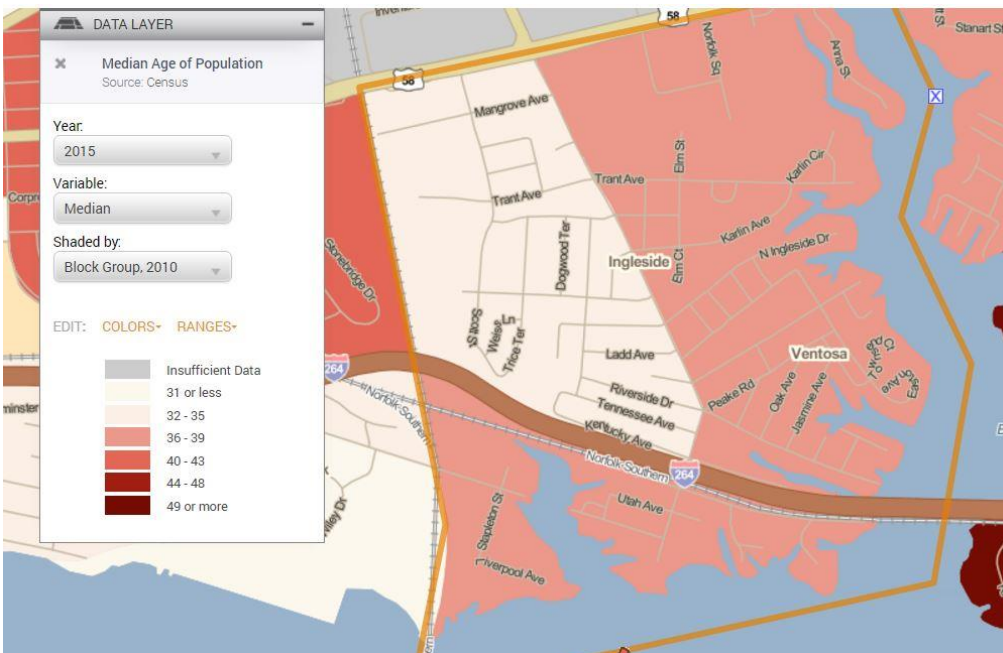 DATA LAYER
Median Age of Population
Source: Census
Year:
2015
Variable:
Median
Shaded by:
Block Group, 2010
EDIT: COLORS RANGES
Insufficient Data
31 or less
32 - 35
36 - 39
40 - 43
44 - 48
49 or more
58
58
Norfolk Sq
Anna St
Stanart St
X
Mangrove Ave
Elm St
Karlin Cir
Trant Ave
Trant Ave
Karlin Ave
N Ingleside Dr
Dogwood Ter
Ingleside
Elm Ct
Stonebridge Dr
Scott St
Weiss Ln
Trice Ter
Ladd Ave
Ventosa
Riverside Dr
Peake Rd
Oak Ave
Jasmine Ave
Tennessee Ave
Kentucky Ave
264
Norfolk Southern
Norfolk Southern
264
Utah Ave
Stapleton St
Liverpool Ave